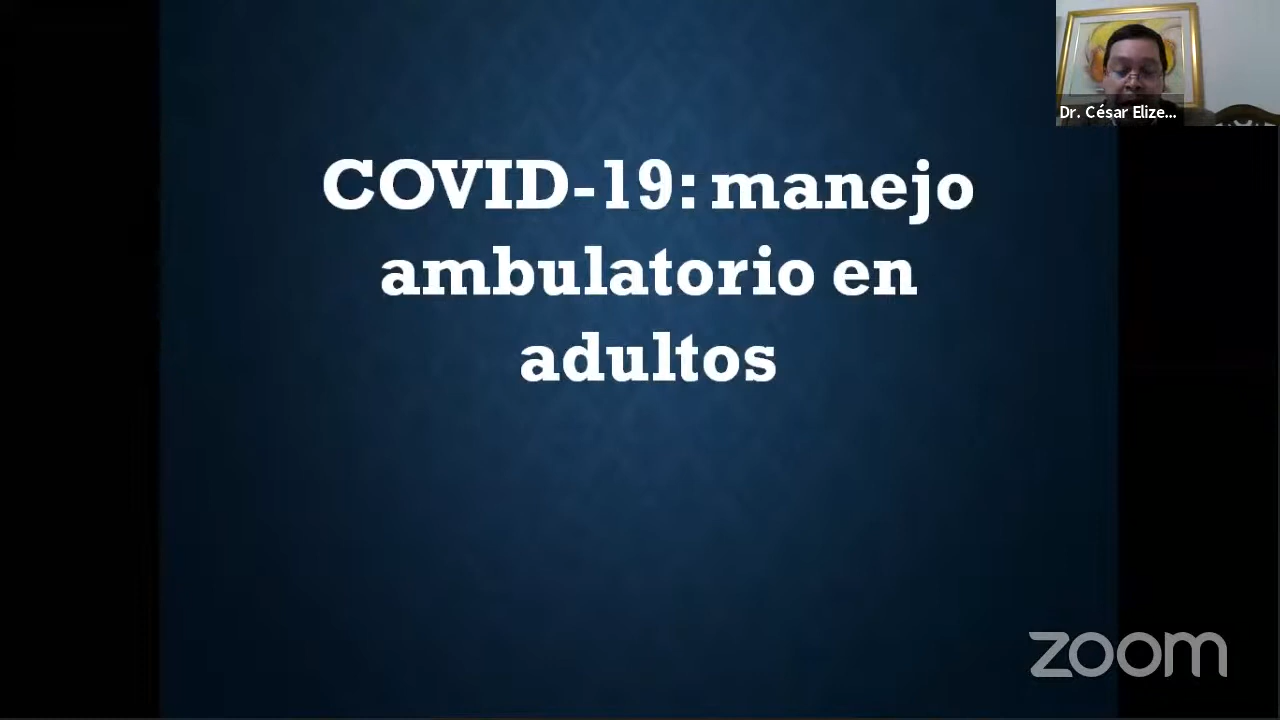 Dr. César Elize...
COVID-19: manejo
ambulatorio en
adultos
zoom